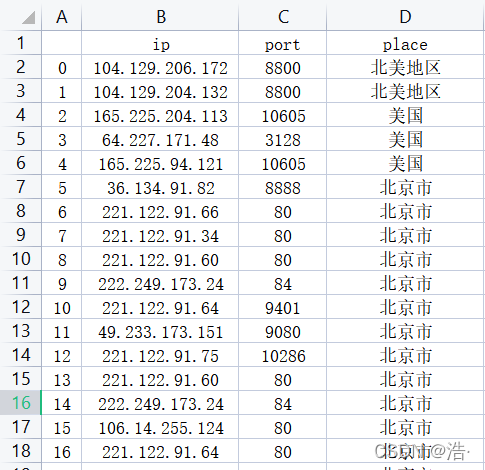 A B C D
1 ip port place
2 0 104.129.206.172 8800 北美地区
3 1 104.129.204.132 8800 北美地区
4 2 165.225.204.113 10605 美国
5 3 64.227.171.48 3128 美国
6 4 165.225.94.121 10605 美国
7 5 36.134.91.82 8888 北京市
8 6 221.122.91.66 80 北京市
9 7 221.122.91.34 80 北京市
10 8 221.122.91.60 80 北京市
11 9 222.249.173.24 84 北京市
12 10 221.122.91.64 9401 北京市
13 11 49.233.173.151 9080 北京市
14 12 221.122.91.75 10286 北京市
15 13 221.122.91.60 80 北京市
16 14 222.249.173.24 84 北京市
17 15 106.14.255.124 80 北京市
18 16 221.122.91.64 80 北京市
CSDN @浩.